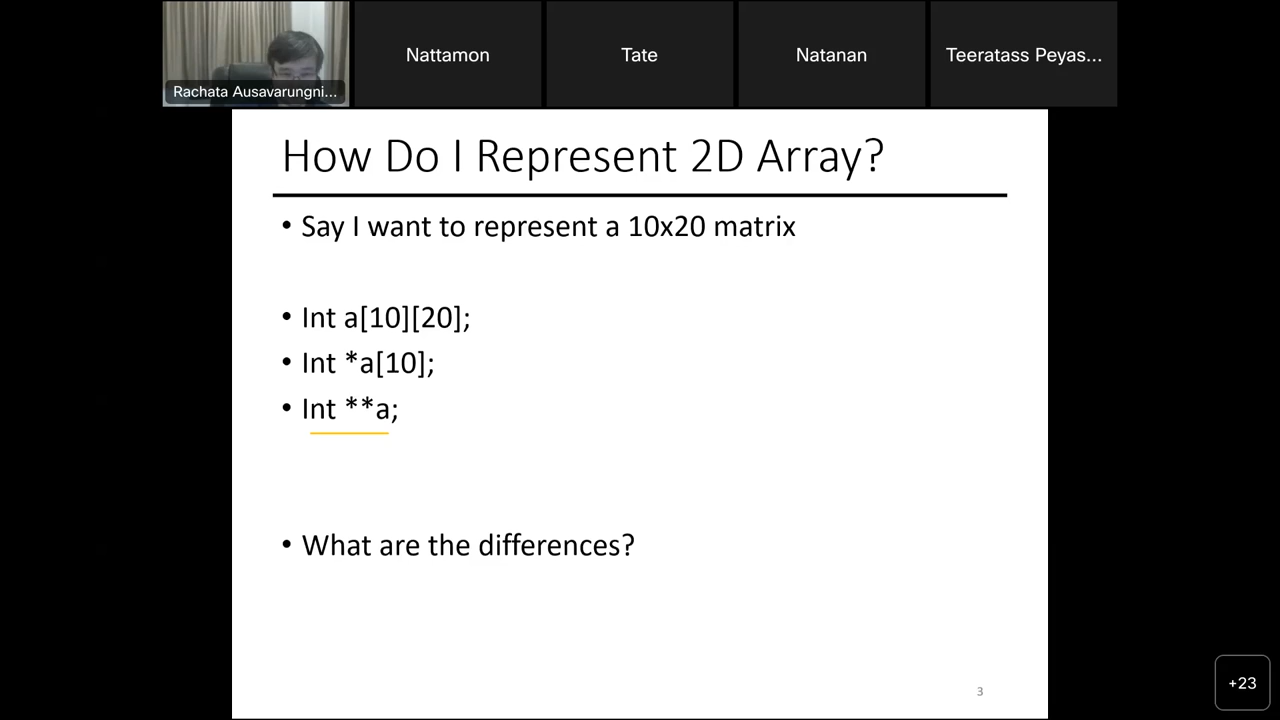 Rachata Ausavarungni...
Nattamon
Tate
Natanan
Teeratass Peyas...
How Do I Represent 2D Array?
• Say I want to represent a 10x20 matrix
• Int a[10][20];
• Int *a[10];
• Int **a;
• What are the differences?
3
+23